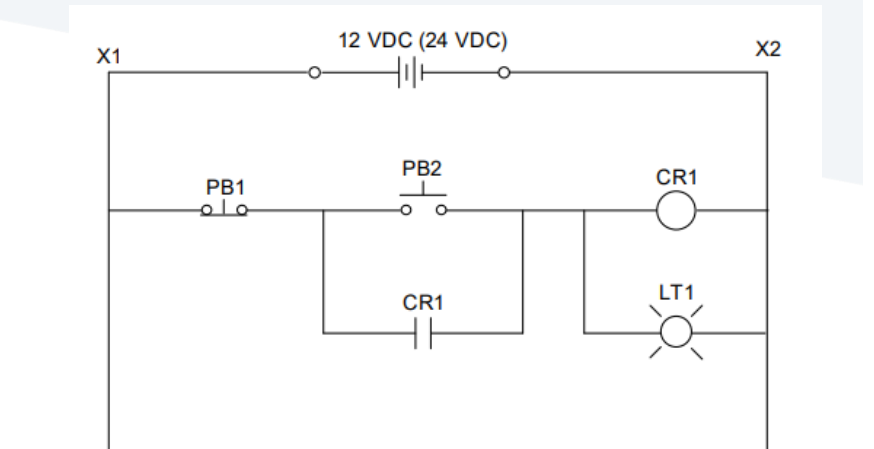 12 VDC (24 VDC)
X1
X2
PB1
PB2
CR1
CR1
LT1